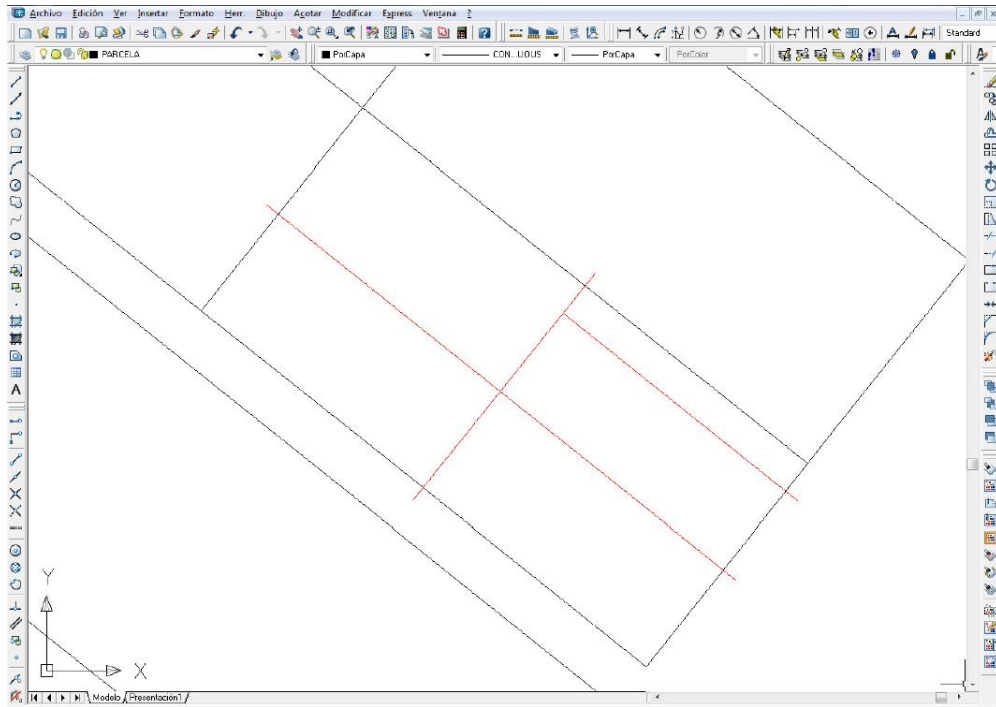 Archivo Edición Ver Insertar Formato Herr. Dibujo Acotar Modificar Express Ventana ?
Standard
PARCELA PorCapa CON...UOUS PorCapa PorColor
A
Y
X
Modelo Presentación1